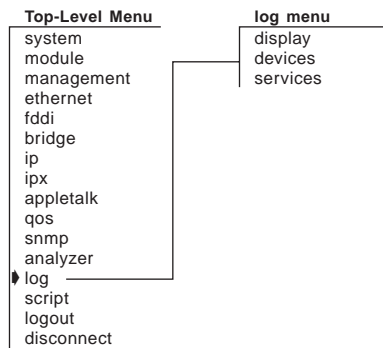 Top-Level Menu
system
module
management
ethernet
fddi
bridge
ip
ipx
appletalk
qos
snmp
analyzer
log
script
logout
disconnect
log menu
display
devices
services